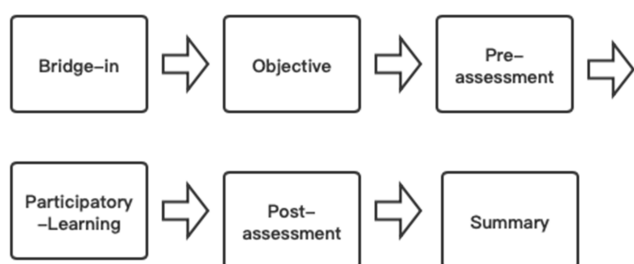 Bridge–in
Objective
Pre–
assessment
Participatory
–Learning
Post–
assessment
Summary